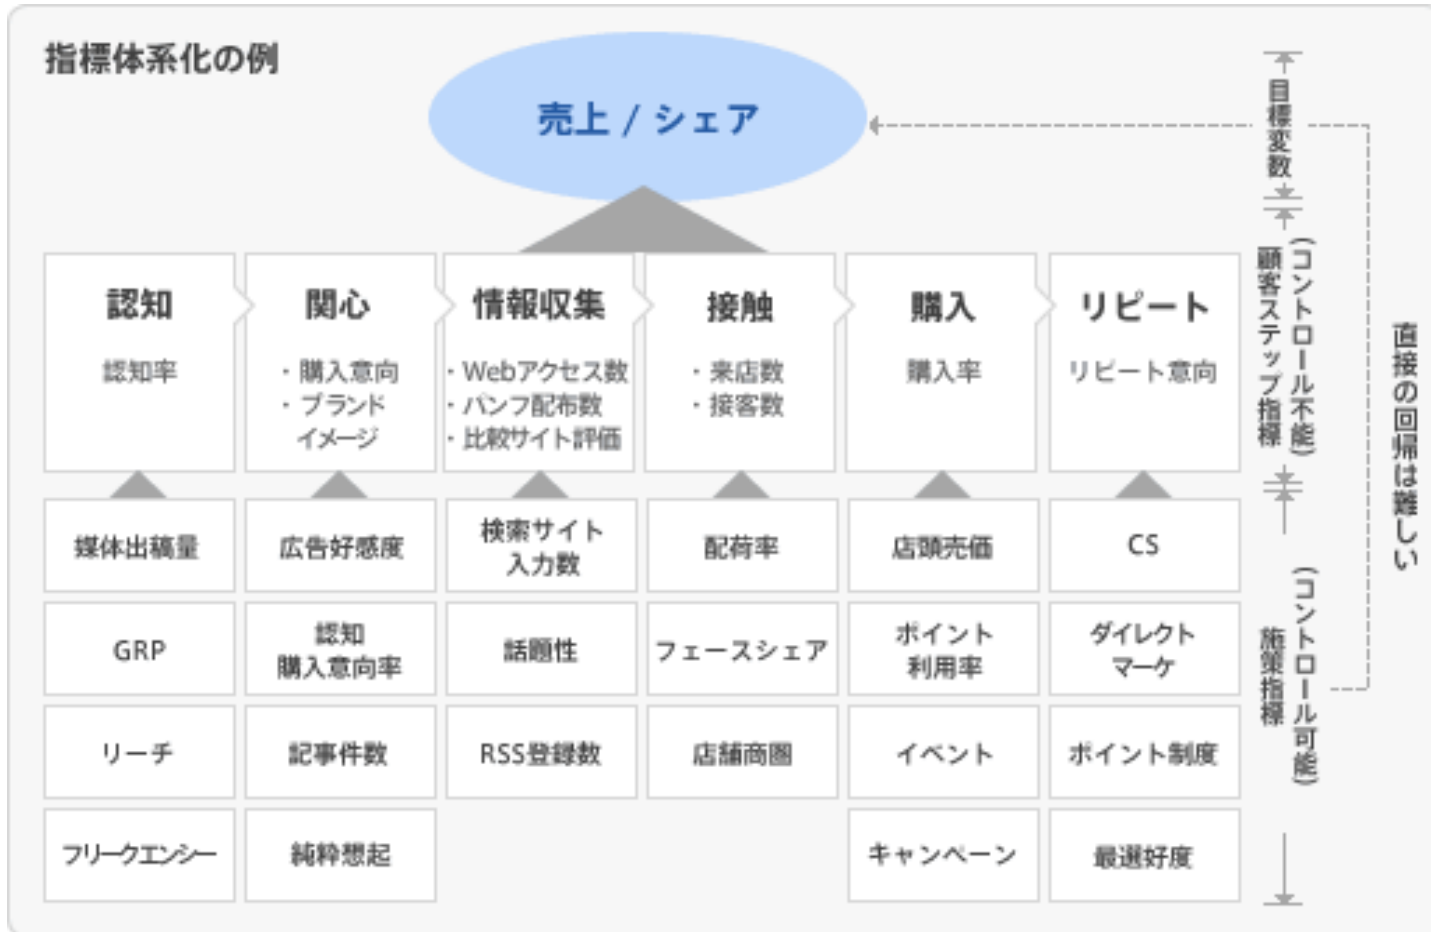 指標体系化の例
売上 / シェア
認知
認知率
関心
・購入意向
・ブランド
イメージ
情報収集
・Webアクセス数
・パンフ配布数
・比較サイト評価
接触
・来店数
・接客数
購入
購入率
リピート
リピート意向
媒体出稿量
広告好感度
検索サイト
入力数
配荷率
店頭売価
CS
GRP
認知
購入意向率
話題性
フェースシェア
ポイント
利用率
ダイレクト
マーケ
リーチ
記事件数
RSS登録数
店舗商圏
イベント
ポイント制度
フリークエンシー
純粋想起
キャンペーン
最選好度
目標変数
(コントロール不能)
顧客ステップ指標
(コントロール可能)
施策指標
直接の回帰は難しい